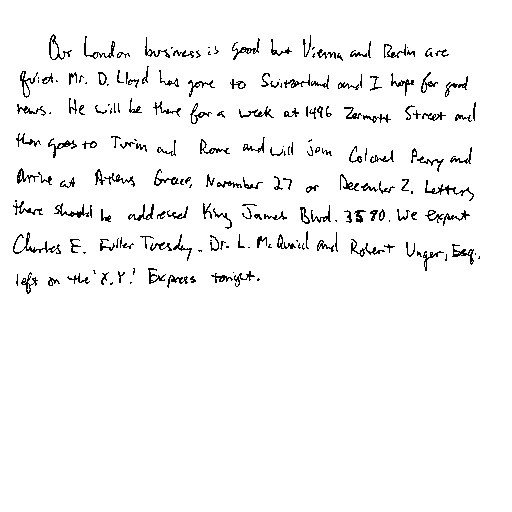 Our London business is good but Vienna and Berlin are
quiet. Mr. D. Lloyd has gone to Switzerland and I hope for good
news. He will be there for a week at 1496 Zermott Street and
then goes to Turin and Rome and will join Colonel Perry and
arrive at Athens Greece, November 27 or December 2. Letters
there should be addressed King James Blvd. 3580. We expect
Charles E. Fuller Tuesday. Dr. L. McQuaid and Robert Unger, Esq.,
left on the 'X.Y.' Express tonight.